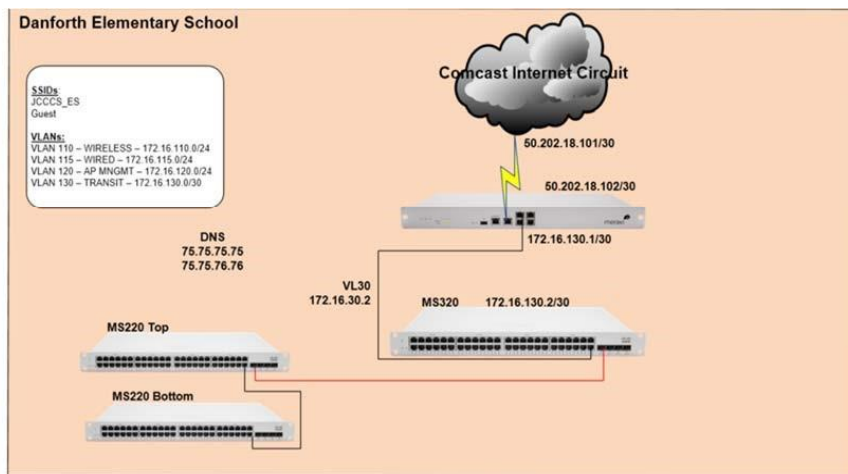 Danforth Elementary School
SSIDs:
JCCCS_ES
Guest
VLANs:
VLAN 110 – WIRELESS – 172.16.110.0/24
VLAN 115 – WIRED – 172.16.115.0/24
VLAN 120 – AP MNGMT – 172.16.120.0/24
VLAN 130 – TRANSIT – 172.16.130.0/30
Comcast Internet Circuit
50.202.18.101/30
50.202.18.102/30
172.16.130.1/30
DNS
75.75.75.75
75.75.76.76
VL30
172.16.30.2
MS320
172.16.130.2/30
MS220 Top
MS220 Bottom